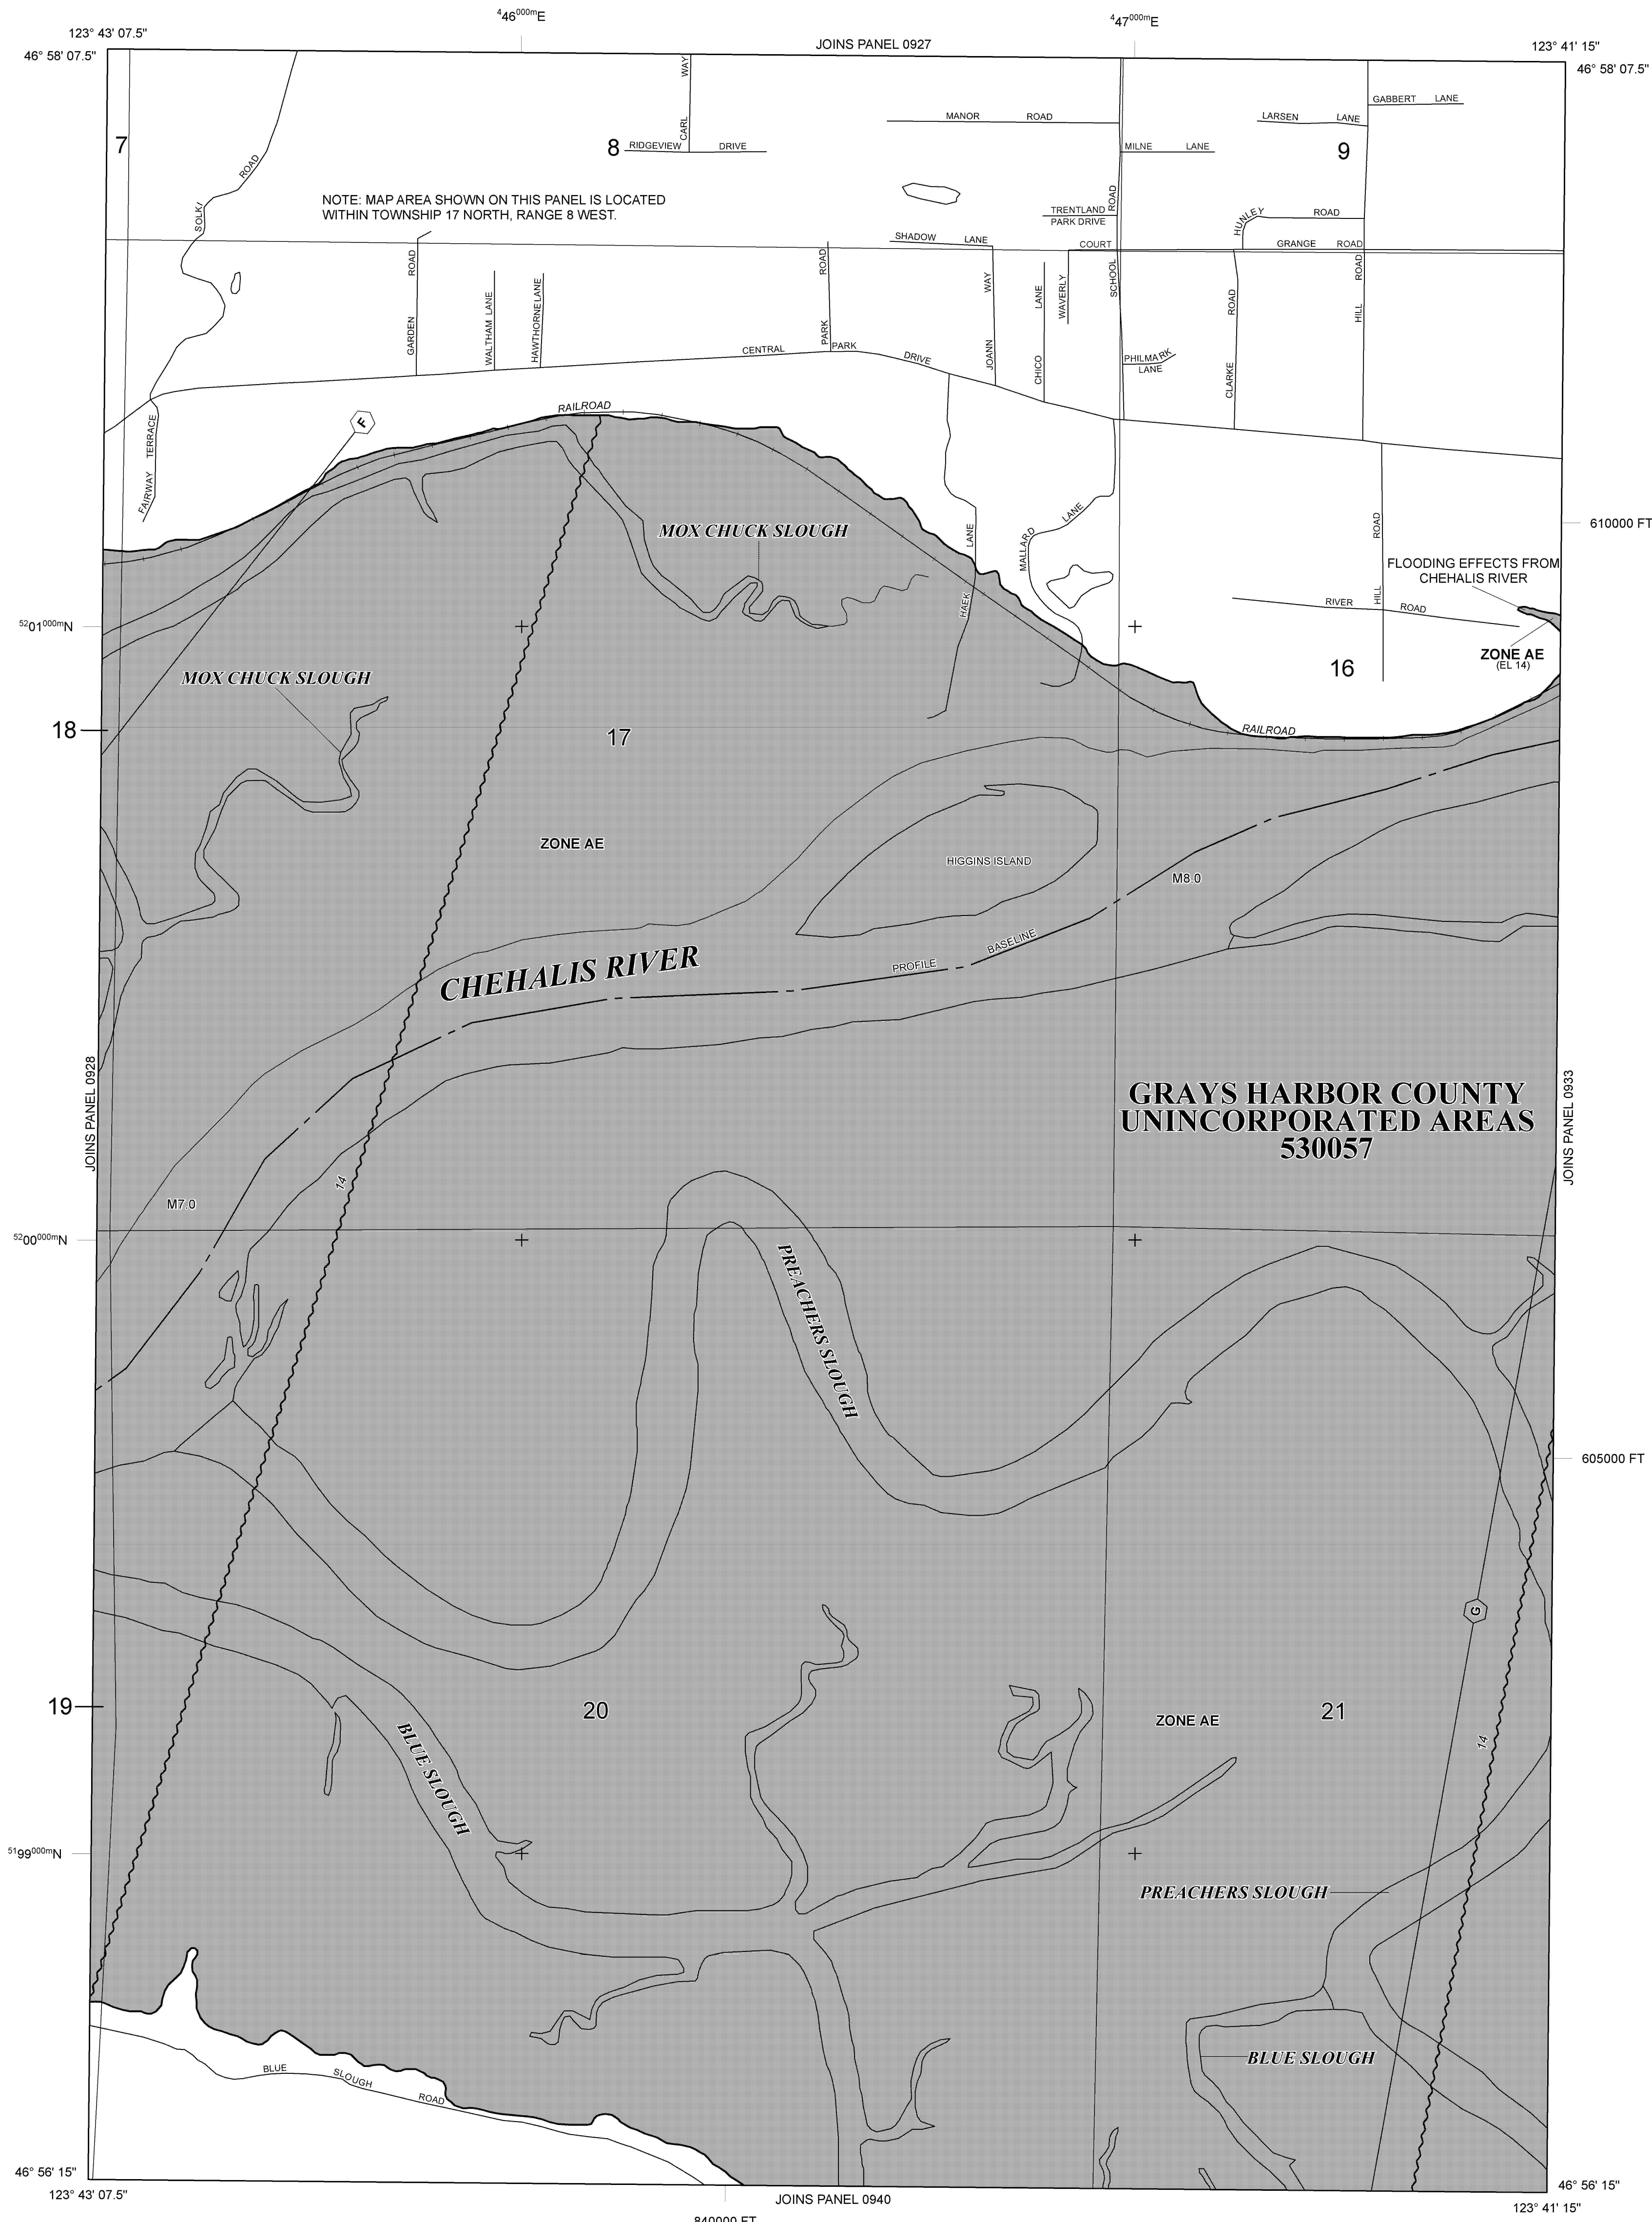 446000mE
447000mE
123° 43' 07.5"
JOINS PANEL 0927
123° 41' 15"
46° 58' 07.5"
46° 58' 07.5"
GABBERT LANE
WAY
CARL
MANOR ROAD
LARSEN LANE
7
8
RIDGEVIEW DRIVE
MILNE LANE
9
ROAD
SOLKI
NOTE: MAP AREA SHOWN ON THIS PANEL IS LOCATED
WITHIN TOWNSHIP 17 NORTH, RANGE 8 WEST.
TRENTLAND
PARK DRIVE
ROAD
SCHOOL
HUNLEY ROAD
SHADOW LANE
COURT
GRANGE ROAD
GARDEN ROAD
WALTHAM LANE
HAWTHORNE LANE
PARK ROAD
JOANN WAY
CHICO LANE
WAVERLY
CLARKE ROAD
HILL ROAD
CENTRAL PARK DRIVE
PHILMARK
LANE
FAIRWAY TERRACE
F
RAILROAD
MOX CHUCK SLOUGH
HAEK LANE
MALLARD LANE
HILL ROAD
610000 FT
FLOODING EFFECTS FROM
CHEHALIS RIVER
RIVER ROAD
5201000mN
ZONE AE
(EL 14)
16
MOX CHUCK SLOUGH
18
17
RAILROAD
ZONE AE
HIGGINS ISLAND
M8.0
CHEHALIS RIVER
PROFILE BASELINE
JOINS PANEL 0928
GRAYS HARBOR COUNTY
UNINCORPORATED AREAS
530057
JOINS PANEL 0933
14
M7.0
5200000mN
PREACHERS SLOUGH
605000 FT
G
19
20
BLUE SLOUGH
ZONE AE
21
14
5199000mN
PREACHERS SLOUGH
BLUE SLOUGH
BLUE SLOUGH ROAD
46° 56' 15"
46° 56' 15"
123° 43' 07.5"
JOINS PANEL 0940
123° 41' 15"
840000 FT